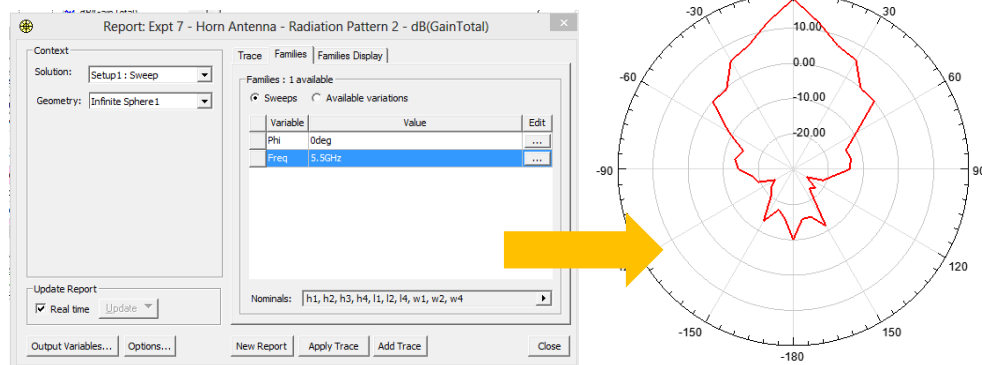 Report: Expt 7 - Horn Antenna - Radiation Pattern 2 - dB(GainTotal)
Context
Solution:
Setup1 : Sweep
Geometry:
Infinite Sphere1
Update Report
Real time
Update
Output Variables...
Options...
Trace
Families
Families Display
Families : 1 available
Sweeps
Available variations
Variable
Value
Edit
Phi
0deg
...
Freq
5.5GHz
...
Nominals:
h1, h2, h3, h4, l1, l2, l4, w1, w2, w4
New Report
Apply Trace
Add Trace
Close
-30
30
10.00
-60
0.00
60
-10.00
-20.00
-90
90
120
-150
150
-180